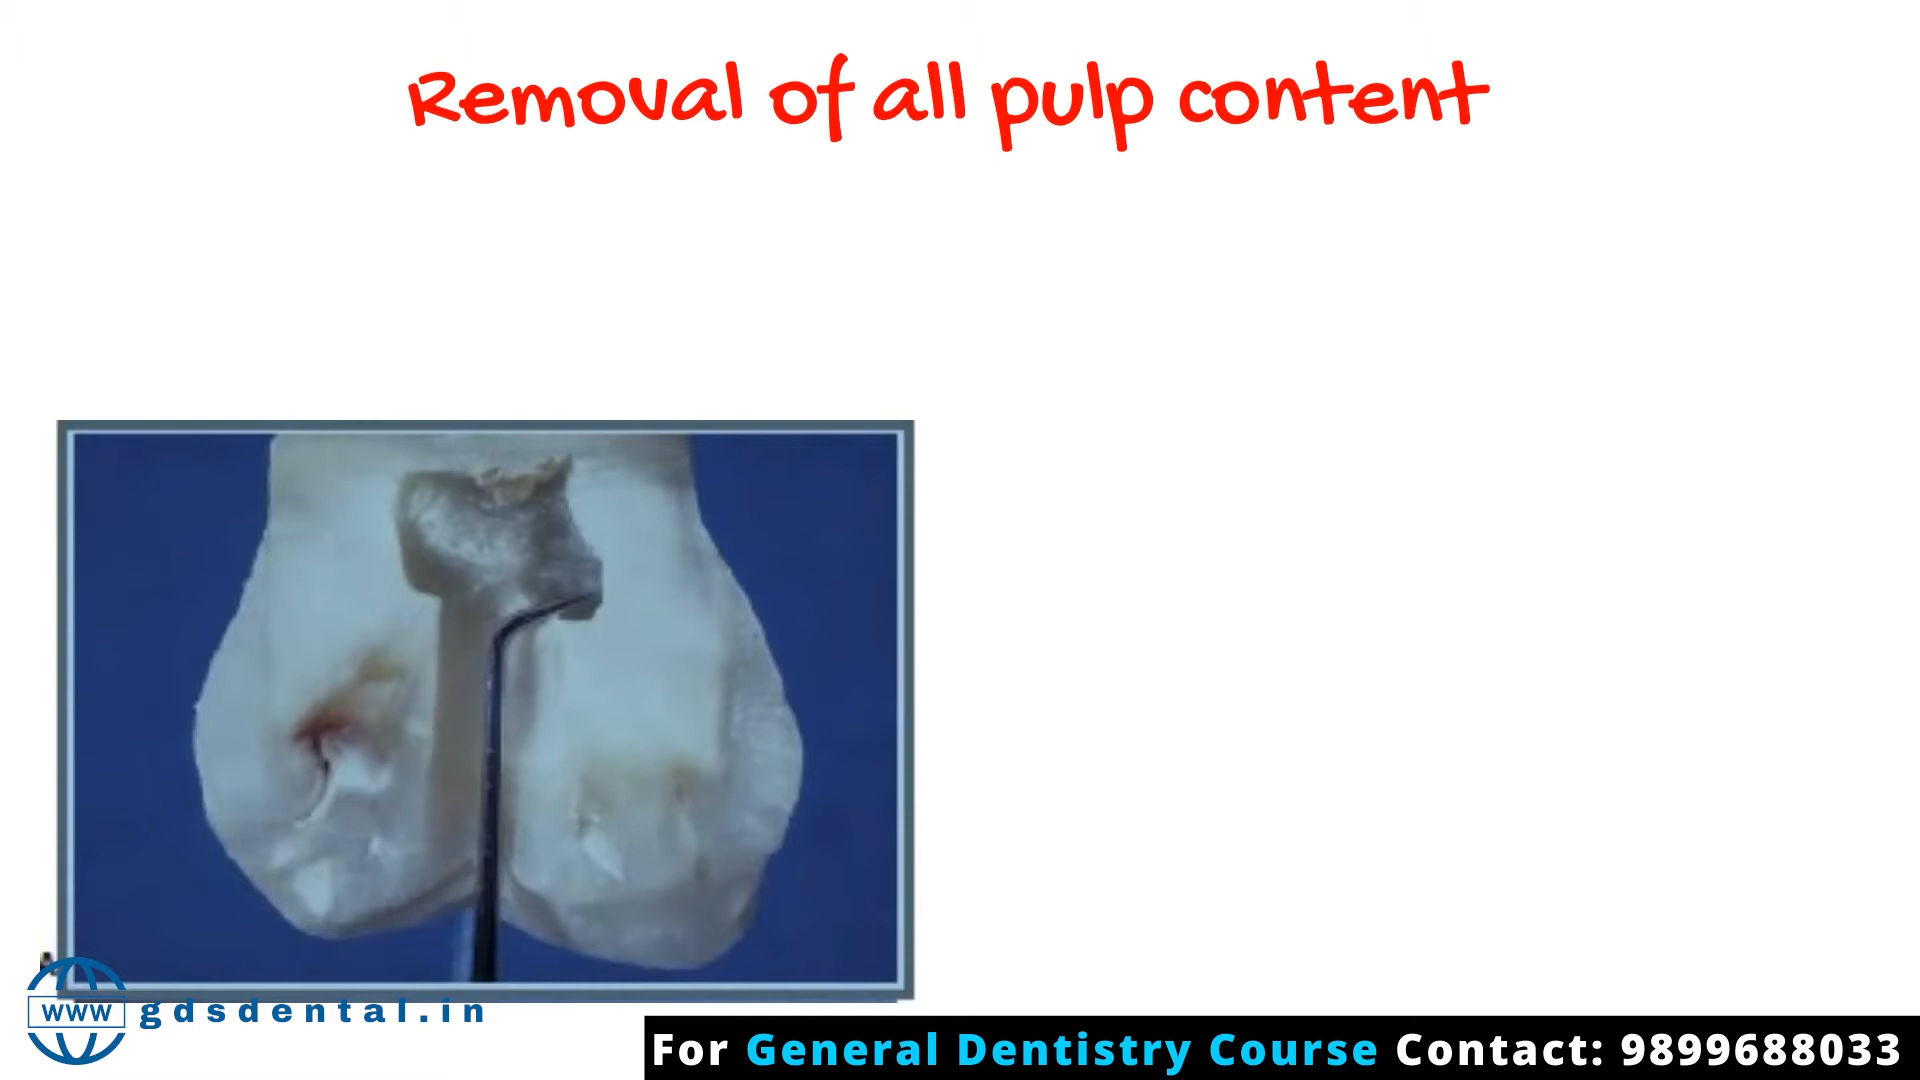 Removal of all pulp content
www gdsdental.in
For General Dentistry Course Contact: 9899688033